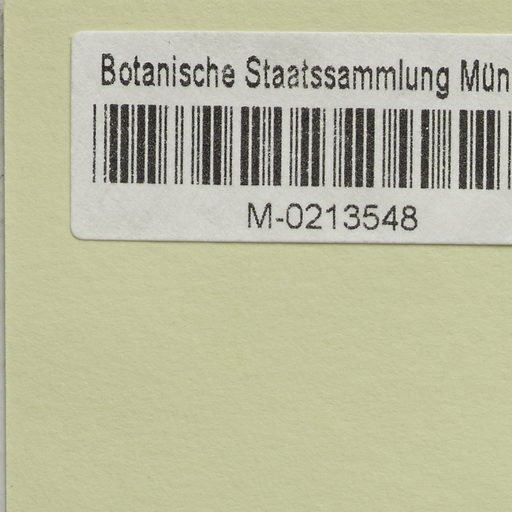 Botanische Staatssammlung Mün
M-0213548